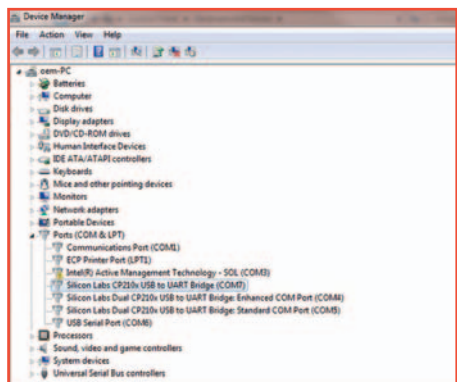 Device Manager
File Action View Help
oem-PC
Batteries
Computer
Disk drives
Display adapters
DVD/CD-ROM drives
Human Interface Devices
IDE ATA/ATAPI controllers
Keyboards
Mice and other pointing devices
Monitors
Network adapters
Portable Devices
Ports (COM & LPT)
Communications Port (COM1)
ECP Printer Port (LPT1)
Intel(R) Active Management Technology - SOL (COM3)
Silicon Labs CP210x USB to UART Bridge (COM7)
Silicon Labs Dual CP210x USB to UART Bridge: Enhanced COM Port (COM4)
Silicon Labs Dual CP210x USB to UART Bridge: Standard COM Port (COM5)
USB Serial Port (COM6)
Processors
Sound, video and game controllers
System devices
Universal Serial Bus controllers